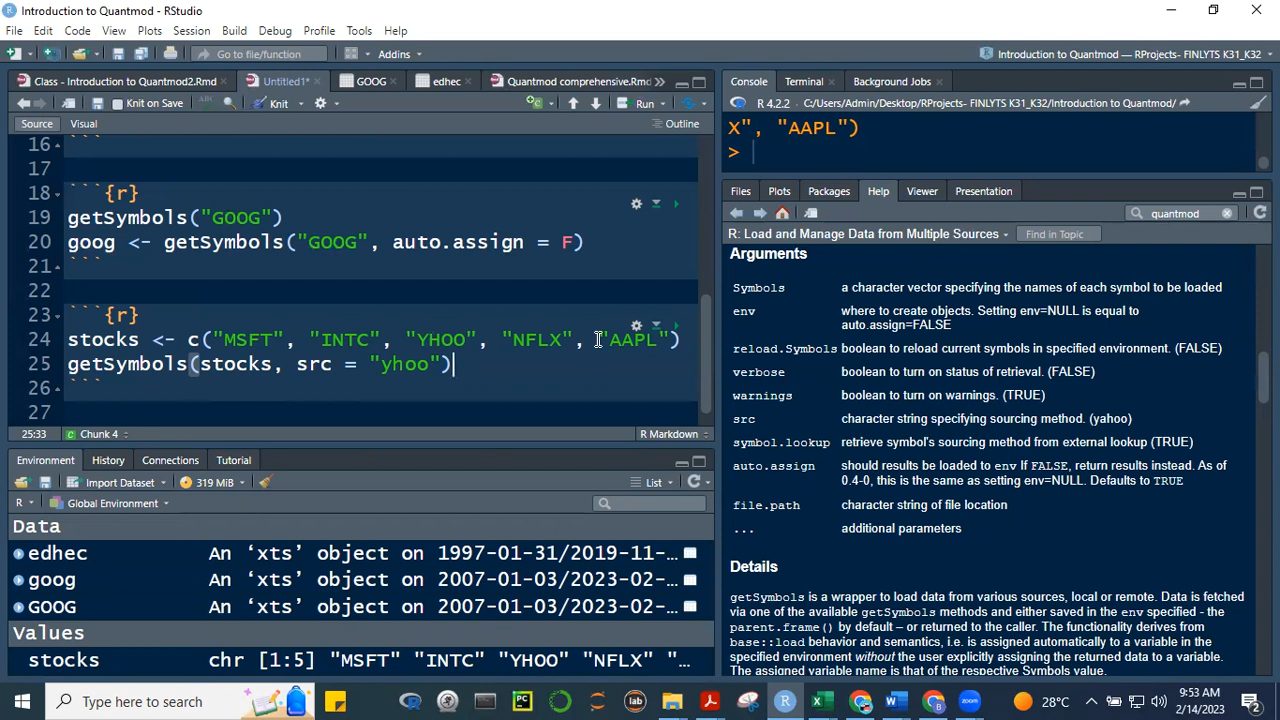 Introduction to Quantmod - RStudio
File Edit Code View Plots Session Build Debug Profile Tools Help
Go to file/function Addins Introduction to Quantmod — RProjects- FINLYTS K31_K32
Class - Introduction to Quantmod2.Rmd Untitled1* GOOG edhec Quantmod comprehensive.Rmd
Knit on Save Knit Run
Source Visual Outline
16 ```
17
18 ```{r}
19 getSymbols("GOOG")
20 goog <- getSymbols("GOOG", auto.assign = F)
21 ```
22
23 ```{r}
24 stocks <- c("MSFT", "INTC", "YHOO", "NFLX", "AAPL")
25 getSymbols(stocks, src = "yhoo")
26 ```
27
25:33 Chunk 4 R Markdown
Environment History Connections Tutorial
Import Dataset 319 MiB List
R Global Environment
Data
edhec An ‘xts’ object on 1997-01-31/2019-11-…
goog An ‘xts’ object on 2007-01-03/2023-02-…
GOOG An ‘xts’ object on 2007-01-03/2023-02-…
Values
stocks chr [1:5] "MSFT" "INTC" "YHOO" "NFLX" "…
Console Terminal Background Jobs
R 4.2.2 · C:/Users/Admin/Desktop/RProjects- FINLYTS K31_K32/Introduction to Quantmod/
X", "AAPL")
>
Files Plots Packages Help Viewer Presentation
quantmod
R: Load and Manage Data from Multiple Sources Find in Topic
Arguments
Symbols a character vector specifying the names of each symbol to be loaded
env where to create objects. Setting env=NULL is equal to
auto.assign=FALSE
reload.Symbols boolean to reload current symbols in specified environment. (FALSE)
verbose boolean to turn on status of retrieval. (FALSE)
warnings boolean to turn on warnings. (TRUE)
src character string specifying sourcing method. (yahoo)
symbol.lookup retrieve symbol's sourcing method from external lookup (TRUE)
auto.assign should results be loaded to env If FALSE, return results instead. As of
0.4-0, this is the same as setting env=NULL. Defaults to TRUE
file.path character string of file location
... additional parameters
Details
getSymbols is a wrapper to load data from various sources, local or remote. Data is fetched
via one of the available getSymbols methods and either saved in the env specified - the
parent.frame() by default – or returned to the caller. The functionality derives from
base::load behavior and semantics, i.e. is assigned automatically to a variable in the
specified environment without the user explicitly assigning the returned data to a variable.
The assigned variable name is that of the respective Symbols value.
Type here to search
PC
lab
28°C
9:53 AM
2/14/2023
2